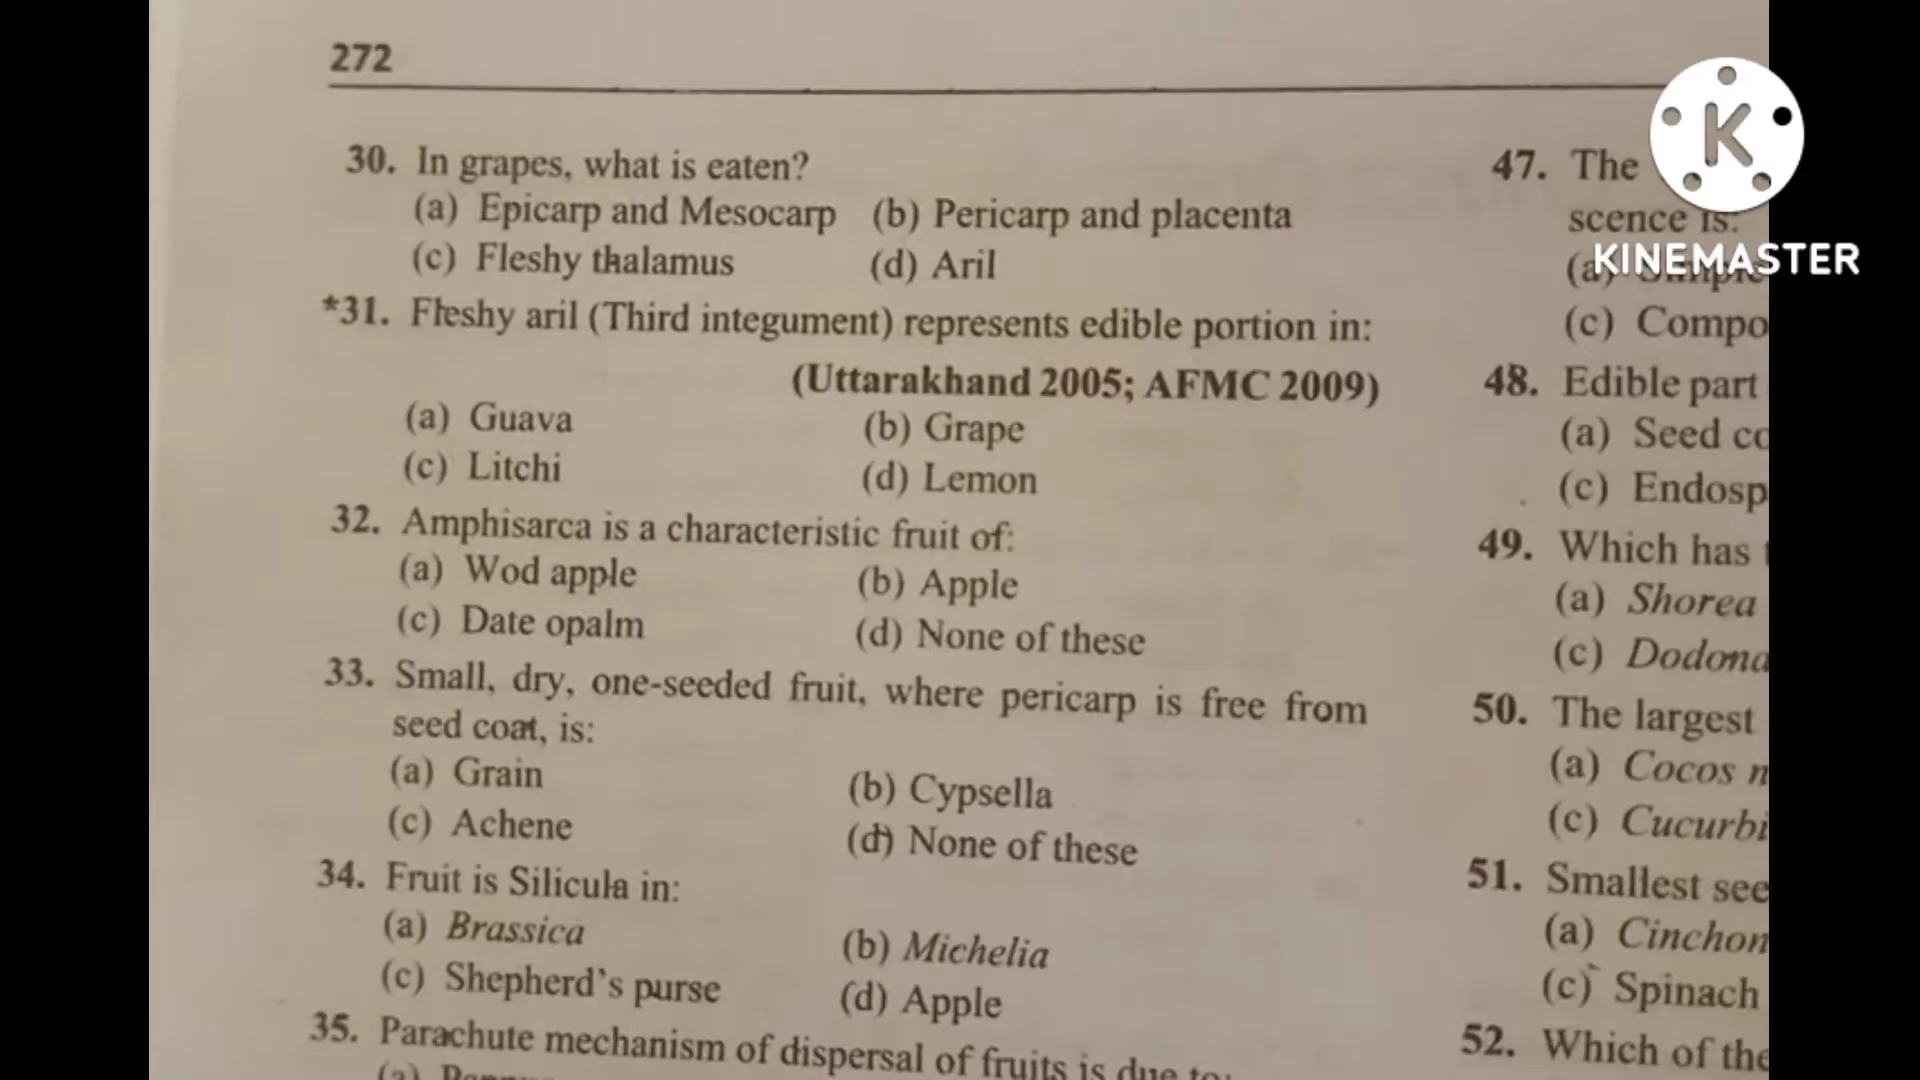 272
30. In grapes, what is eaten?
(a) Epicarp and Mesocarp (b) Pericarp and placenta
(c) Fleshy thalamus (d) Aril
*31. Fleshy aril (Third integument) represents edible portion in:
(Uttarakhand 2005; AFMC 2009)
(a) Guava (b) Grape
(c) Litchi (d) Lemon
32. Amphisarca is a characteristic fruit of:
(a) Wod apple (b) Apple
(c) Date opalm (d) None of these
33. Small, dry, one-seeded fruit, where pericarp is free from
seed coat, is:
(a) Grain (b) Cypsella
(c) Achene (d) None of these
34. Fruit is Silicula in:
(a) Brassica (b) Michelia
(c) Shepherd's purse (d) Apple
35. Parachute mechanism of dispersal of fruits is due to:
(a)
47. The
scence is:
(a)
(c) Compo
48. Edible part
(a) Seed co
(c) Endosp
49. Which has
(a) Shorea
(c) Dodona
50. The largest
(a) Cocos n
(c) Cucurbi
51. Smallest see
(a) Cinchon
(c) Spinach
52. Which of the
K
KINEMASTER